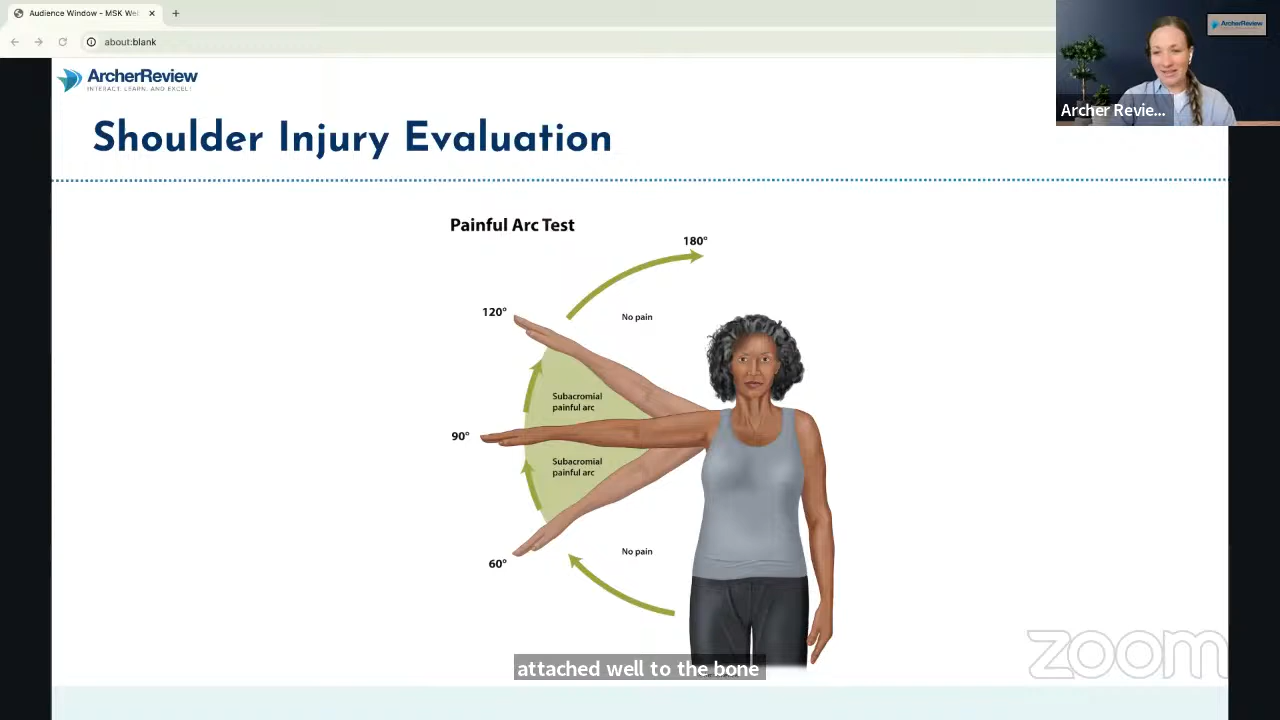 Audience Window - MSK Wel
about:blank
ArcherReview
Archer Revie...
ArcherReview
INTERACT, LEARN, AND EXCEL!
Shoulder Injury Evaluation
Painful Arc Test
180°
120°
No pain
Subacromial
painful arc
90°
Subacromial
painful arc
No pain
60°
zoom
attached well to the bone